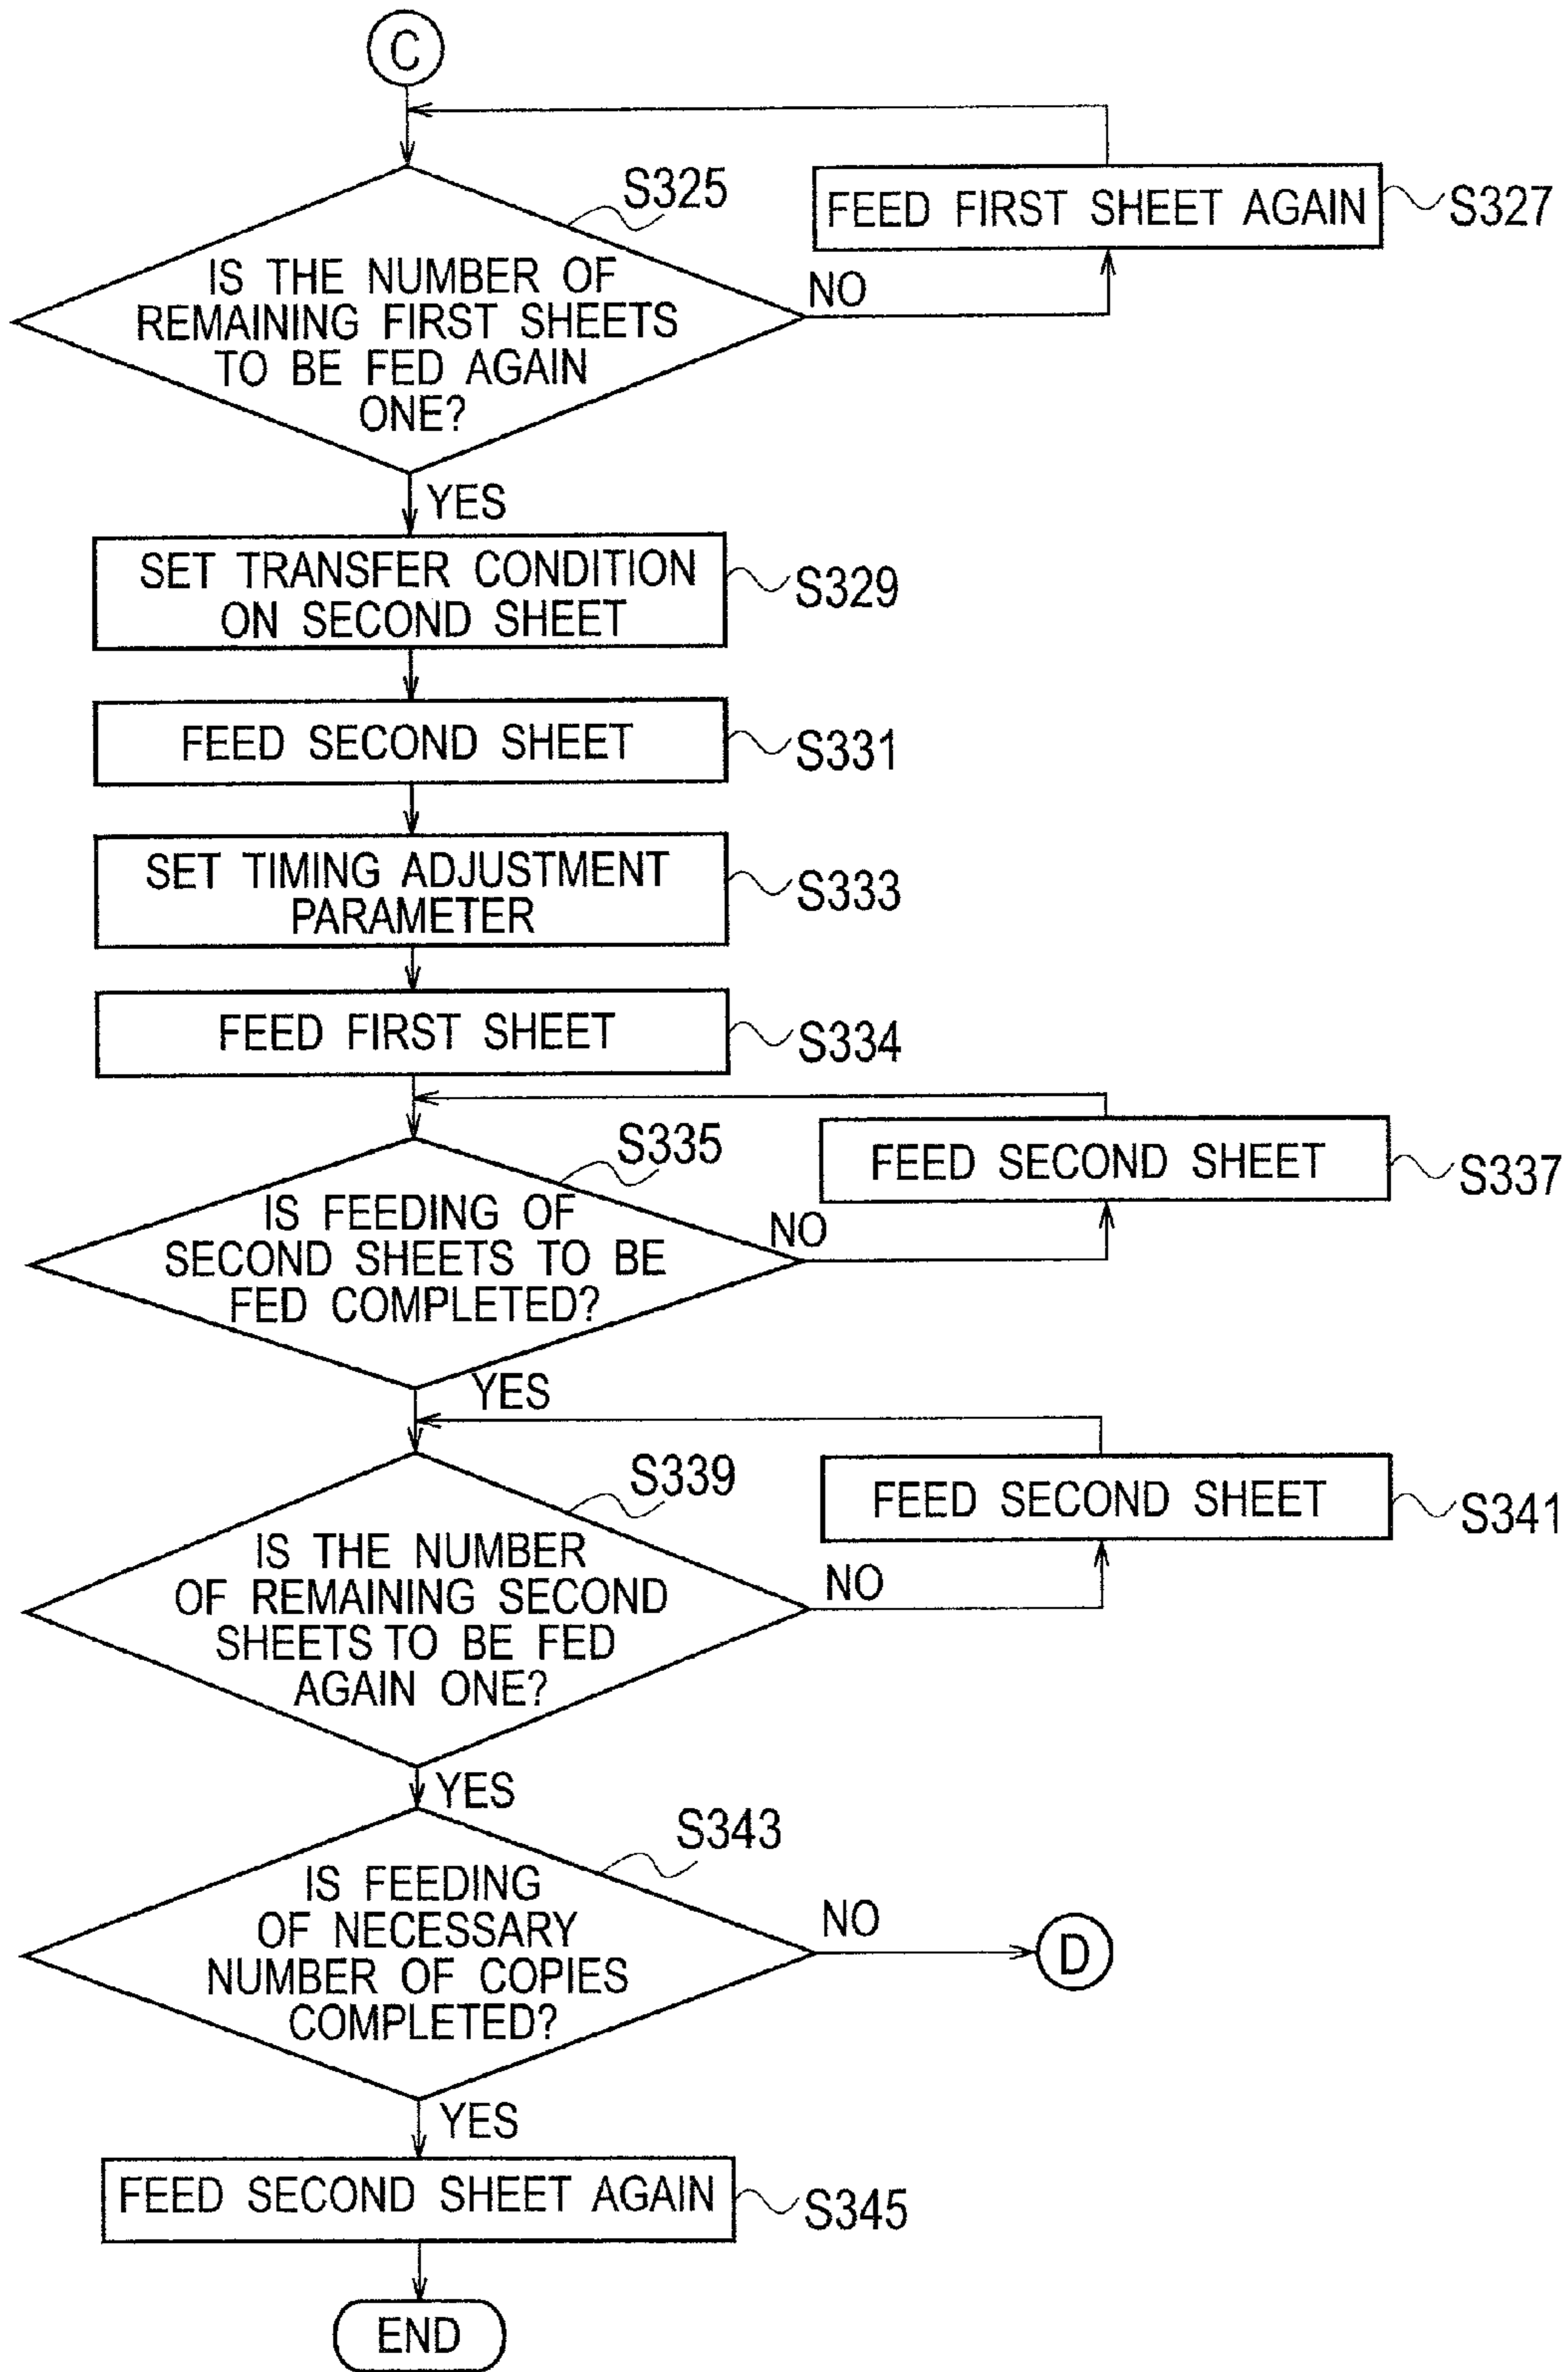 C
S325
FEED FIRST SHEET AGAIN
S327
IS THE NUMBER OF
REMAINING FIRST SHEETS
TO BE FED AGAIN
ONE?
NO
YES
SET TRANSFER CONDITION
ON SECOND SHEET
S329
FEED SECOND SHEET
S331
SET TIMING ADJUSTMENT
PARAMETER
S333
FEED FIRST SHEET
S334
S335
FEED SECOND SHEET
S337
IS FEEDING OF
SECOND SHEETS TO BE
FED COMPLETED?
NO
YES
S339
FEED SECOND SHEET
S341
IS THE NUMBER
OF REMAINING SECOND
SHEETS TO BE FED
AGAIN ONE?
NO
YES
S343
IS FEEDING
OF NECESSARY
NUMBER OF COPIES
COMPLETED?
NO
D
YES
FEED SECOND SHEET AGAIN
S345
END